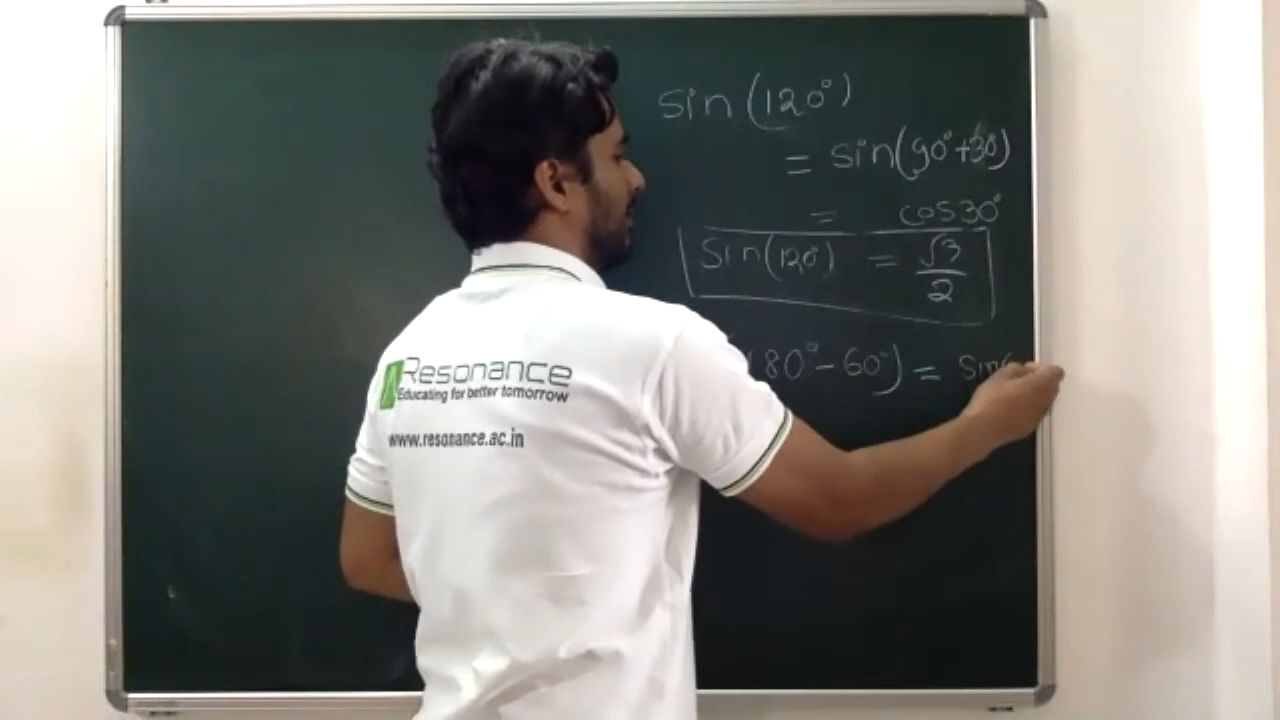 sin (120°)
= sin(90°+30°)
= cos30°
Sin(120°) = √3/2
80°-60°) = sin
Resonance
Educating for better tomorrow
www.resonance.ac.in